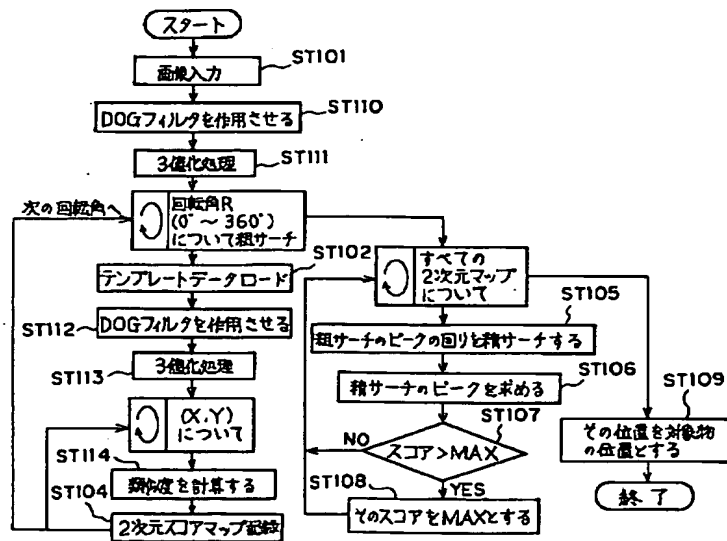 スタート
ST101
画像入力
ST110
DOGフィルタを作用させる
ST111
3値化処理
次の回転角へ
回転角R
(0°~360°)
について粗サーチ
ST102
テンプレートデータロード
ST112
DOGフィルタを作用させる
ST113
3値化処理
(X,Y)
について
ST114
類似度を計算する
ST104
2次元スコアマップ記録
すべての
2次元マップ
について
ST105
粗サーチのピークの回りを精サーチする
ST106
精サーチのピークを求める
ST107
NO
スコア>MAX
YES
ST108
そのスコアをMAXとする
ST109
その位置を対象物
の位置とする
終了